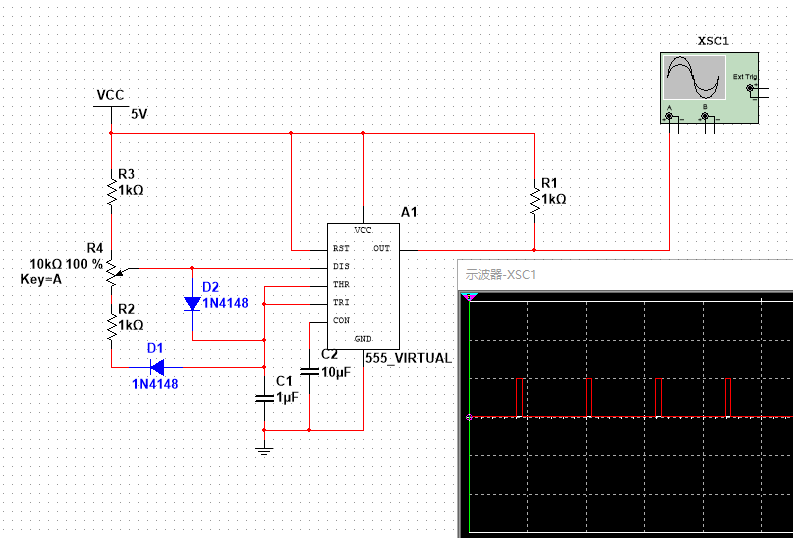 XSC1
Ext Trig
+
-
A
B
+ -
+ -
VCC
5V
R3
1kΩ
R1
1kΩ
A1
VCC
RST
OUT
DIS
THR
TRI
CON
GND
555_VIRTUAL
R4
10kΩ 100 %
Key=A
D2
1N4148
R2
1kΩ
D1
1N4148
C1
1µF
C2
10µF
示波器-XSC1